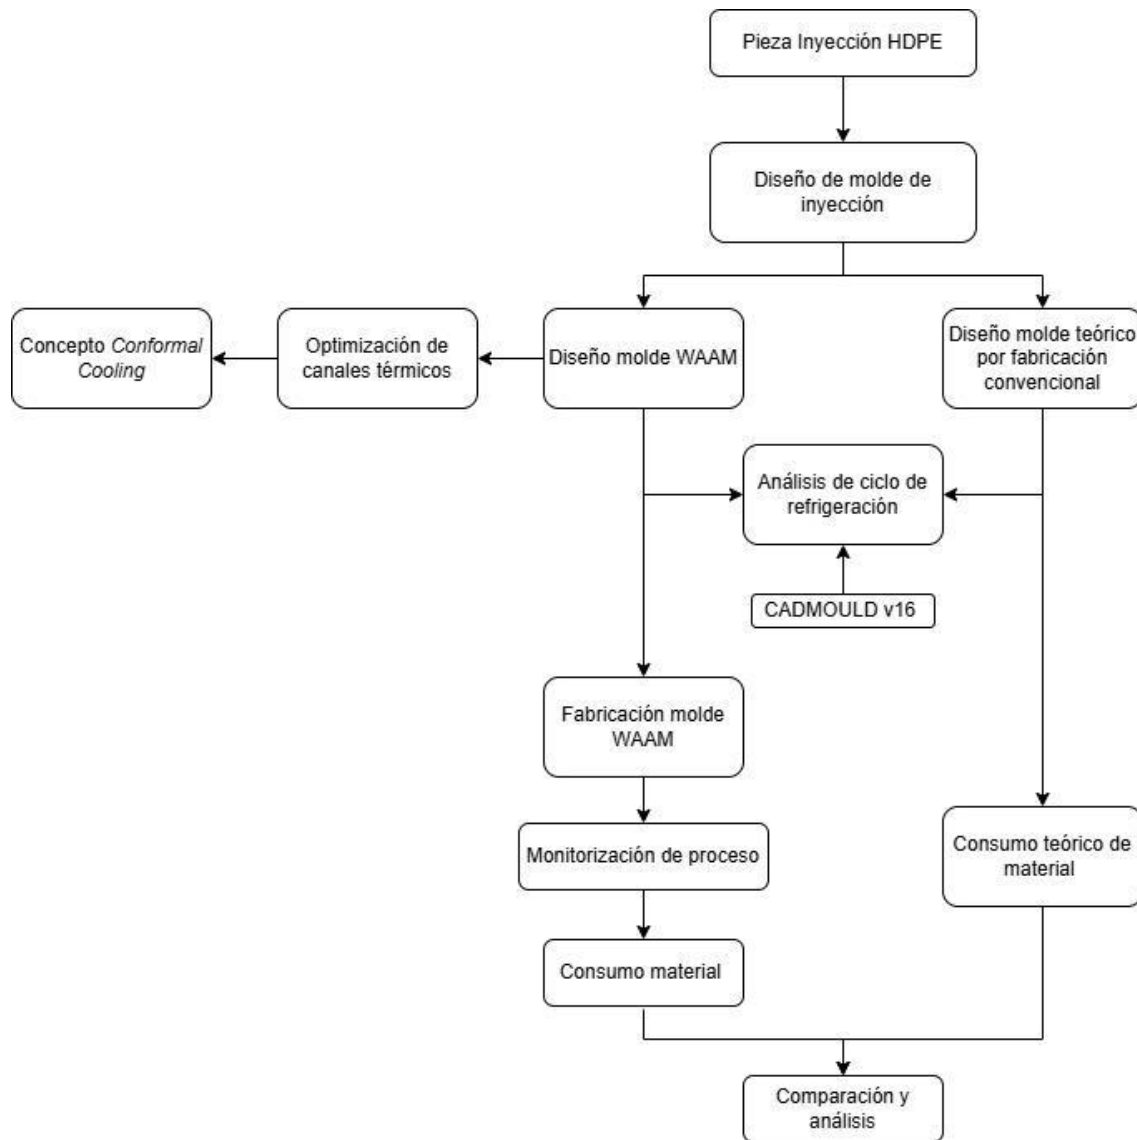 Pieza Inyección HDPE
Diseño de molde de
inyección
Concepto Conformal
Cooling
Optimización de
canales térmicos
Diseño molde WAAM
Diseño molde teórico
por fabricación
convencional
Análisis de ciclo de
refrigeración
CADMOULD v16
Fabricación molde
WAAM
Monitorización de proceso
Consumo teórico de
material
Consumo material
Comparación y
análisis